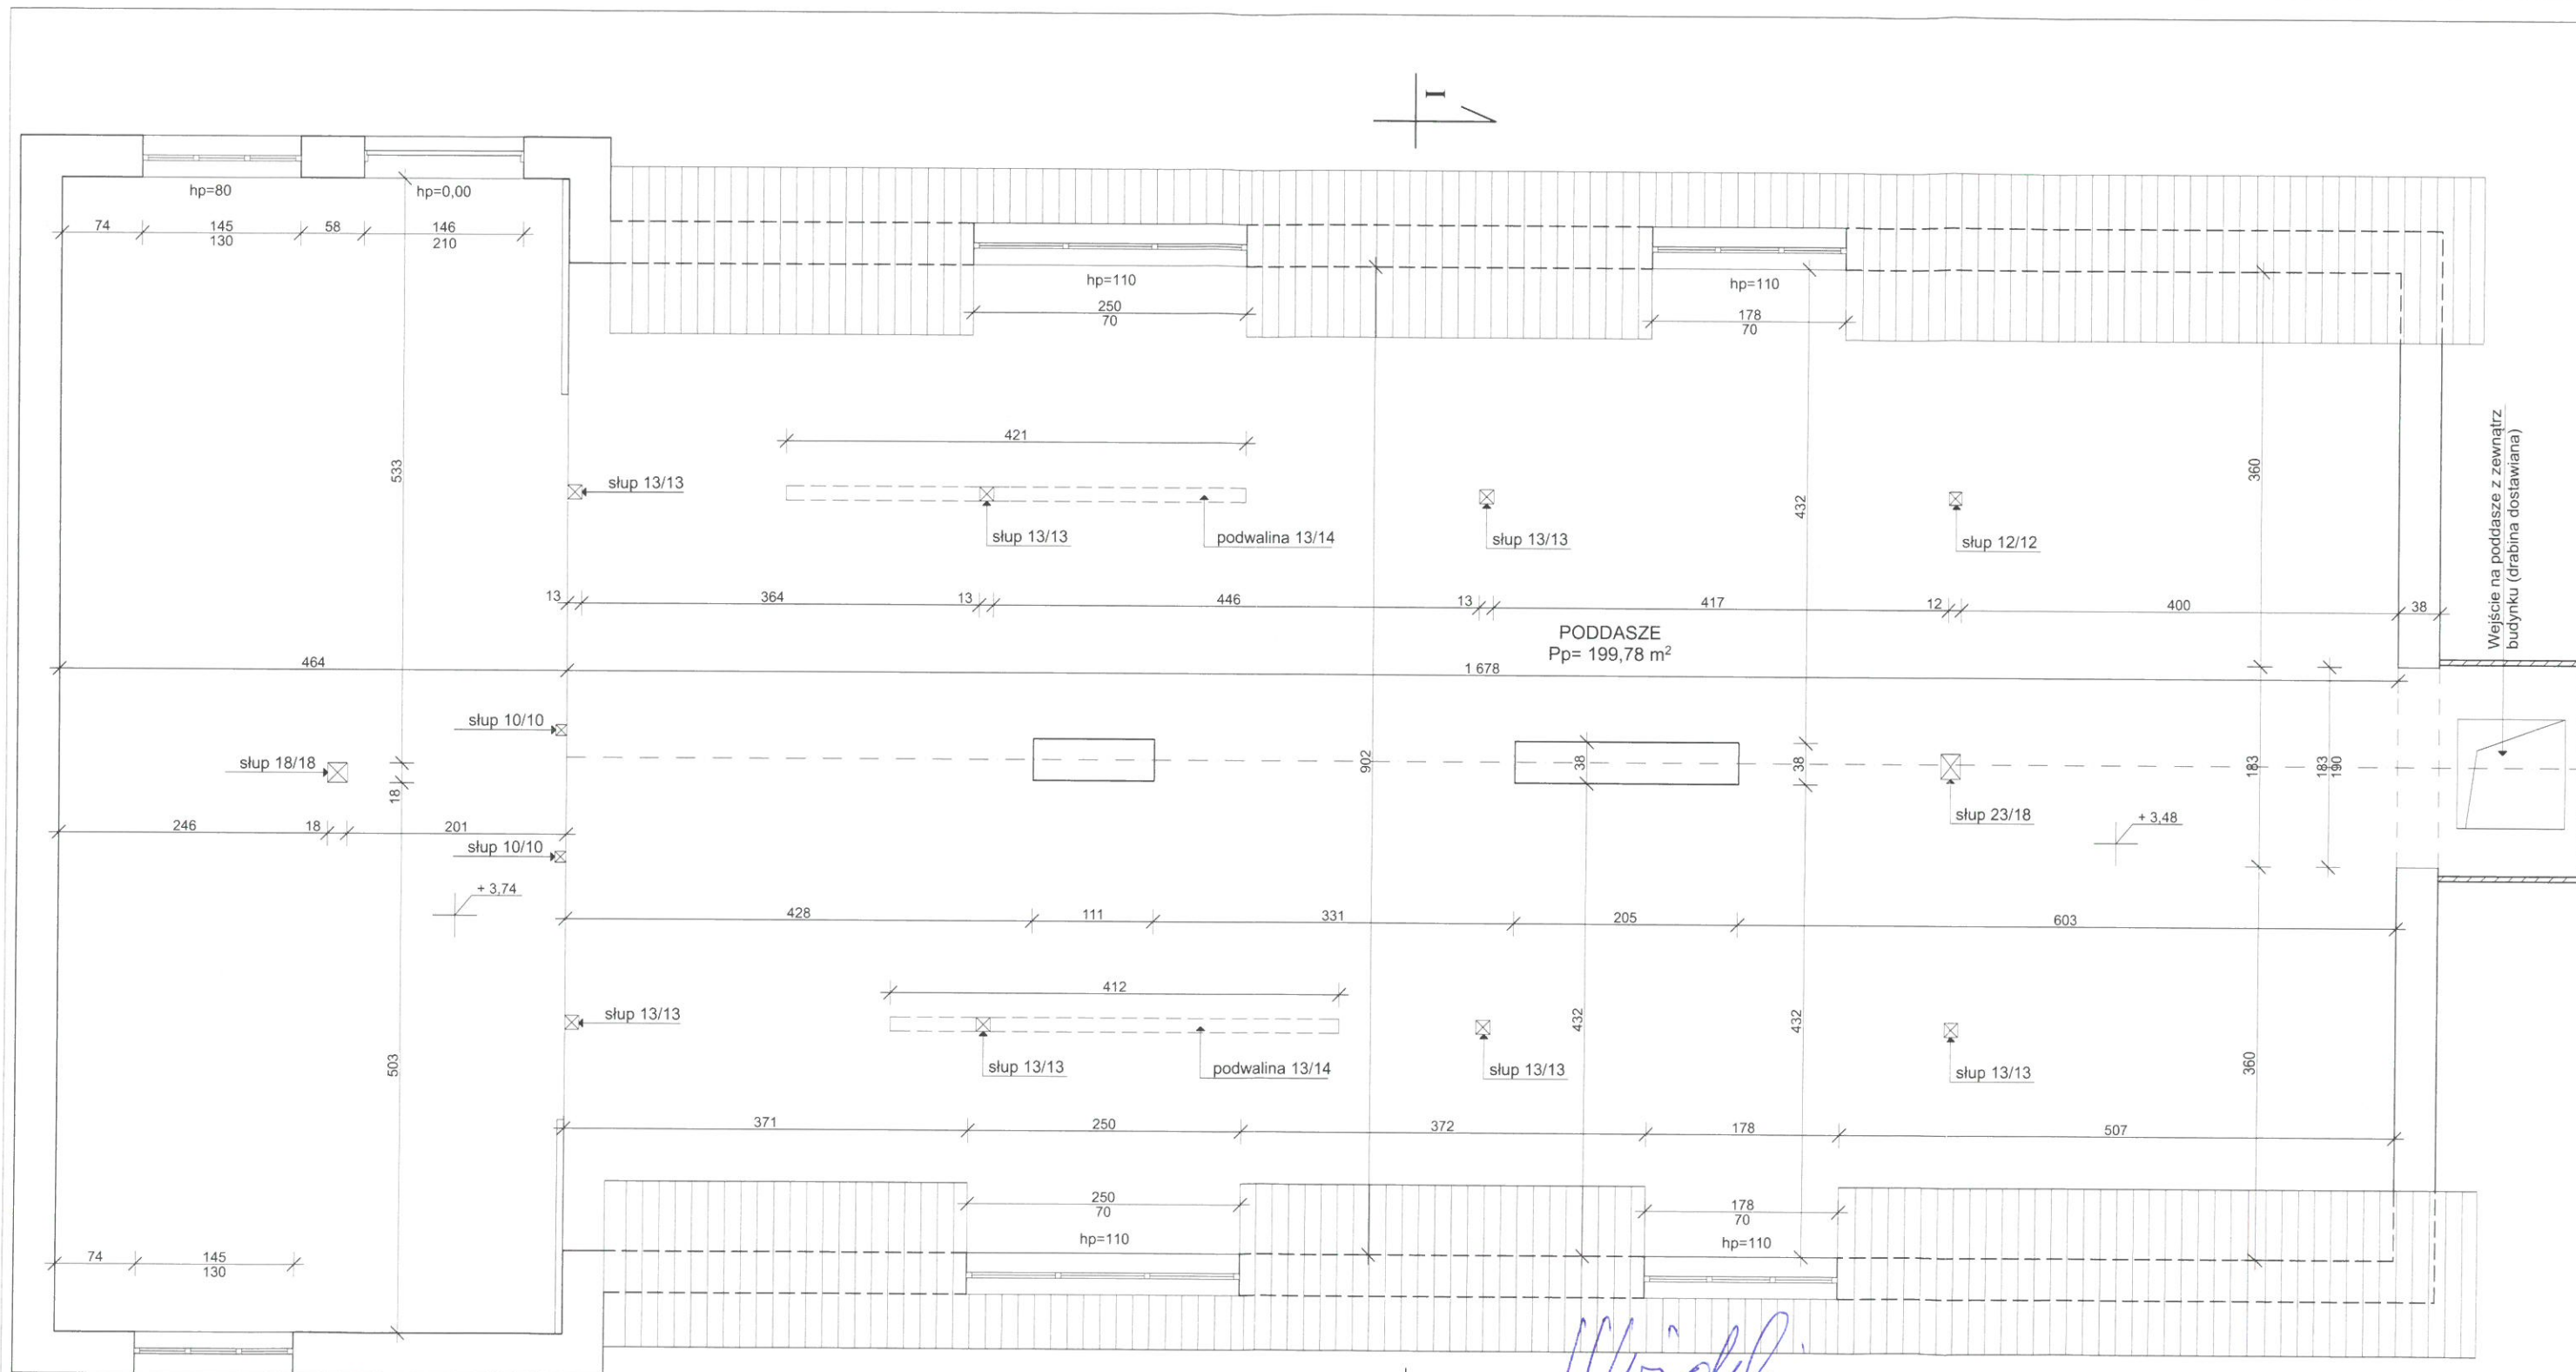 I
hp=80
hp=0,00
74
145
130
58
146
210
hp=110
250
70
hp=110
178
70
421
533
słup 13/13
słup 13/13
podwalina 13/14
432
słup 13/13
360
słup 12/12
Wejście na poddasze z zewnątrz
budynku (drabina dostawiana)
13
364
13
446
13
417
12
400
38
PODDASZE
Pp= 199,78 m²
464
1 678
słup 10/10
słup 18/18
18
902
38
38
183
183
190
246
18
201
słup 23/18
+ 3,48
słup 10/10
+ 3,74
428
111
331
205
603
412
503
słup 13/13
432
432
360
słup 13/13
podwalina 13/14
słup 13/13
słup 13/13
371
250
372
178
507
250
70
178
70
hp=110
hp=110
74
145
130